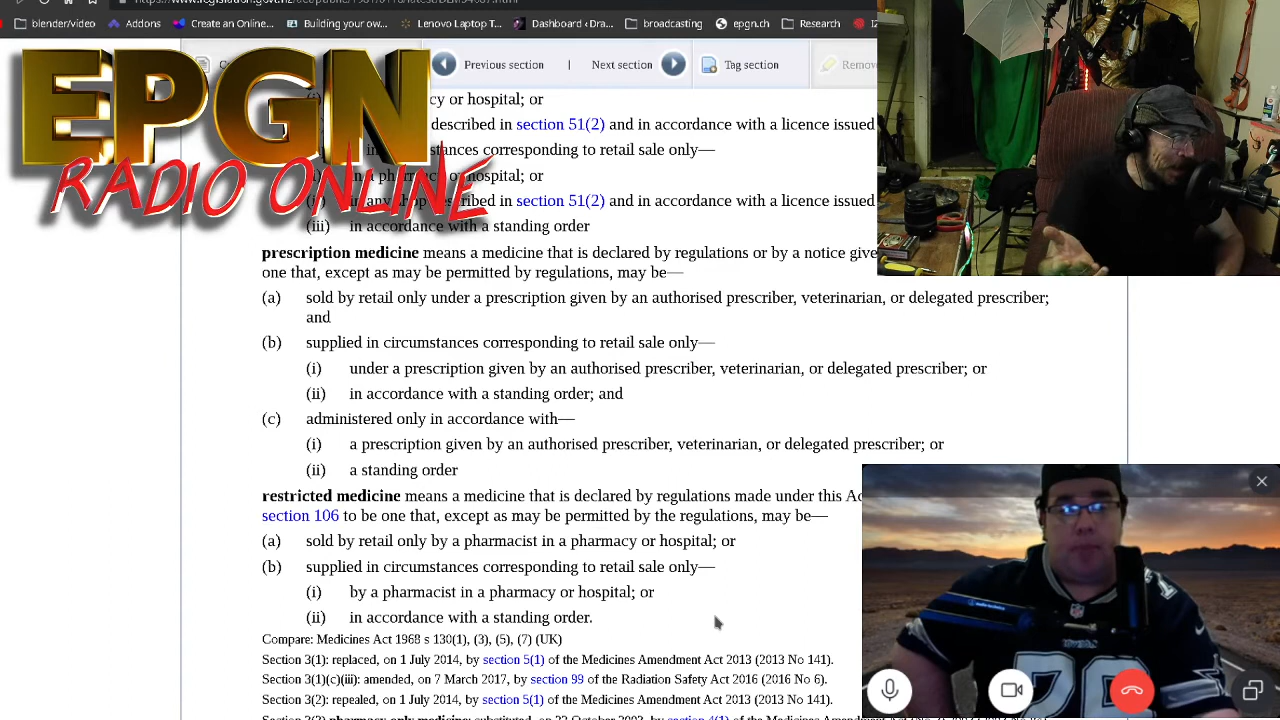 blender/video Addons Create an Online... Building your ow... Lenovo Laptop T... Dashboard ‹ Dra... broadcasting epgn.ch Research
Previous section | Next section Tag section Remov
EPGN
RADIO ONLINE
cy or hospital; or
described in section 51(2) and in accordance with a licence issued
in circumstances corresponding to retail sale only—
in a pharmacy or hospital; or
in any shop described in section 51(2) and in accordance with a licence issued
(iii) in accordance with a standing order
prescription medicine means a medicine that is declared by regulations or by a notice give
one that, except as may be permitted by regulations, may be—
(a) sold by retail only under a prescription given by an authorised prescriber, veterinarian, or delegated prescriber;
and
(b) supplied in circumstances corresponding to retail sale only—
(i) under a prescription given by an authorised prescriber, veterinarian, or delegated prescriber; or
(ii) in accordance with a standing order; and
(c) administered only in accordance with—
(i) a prescription given by an authorised prescriber, veterinarian, or delegated prescriber; or
(ii) a standing order
restricted medicine means a medicine that is declared by regulations made under this Ac
section 106 to be one that, except as may be permitted by the regulations, may be—
(a) sold by retail only by a pharmacist in a pharmacy or hospital; or
(b) supplied in circumstances corresponding to retail sale only—
(i) by a pharmacist in a pharmacy or hospital; or
(ii) in accordance with a standing order.
Compare: Medicines Act 1968 s 130(1), (3), (5), (7) (UK)
Section 3(1): replaced, on 1 July 2014, by section 5(1) of the Medicines Amendment Act 2013 (2013 No 141).
Section 3(1)(c)(iii): amended, on 7 March 2017, by section 99 of the Radiation Safety Act 2016 (2016 No 6).
Section 3(2): repealed, on 1 July 2014, by section 5(1) of the Medicines Amendment Act 2013 (2013 No 141).